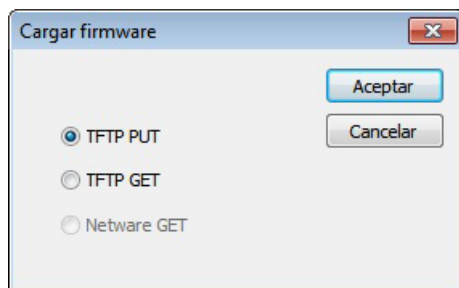 Cargar firmware
Aceptar
TFTP PUT
Cancelar
TFTP GET
Netware GET